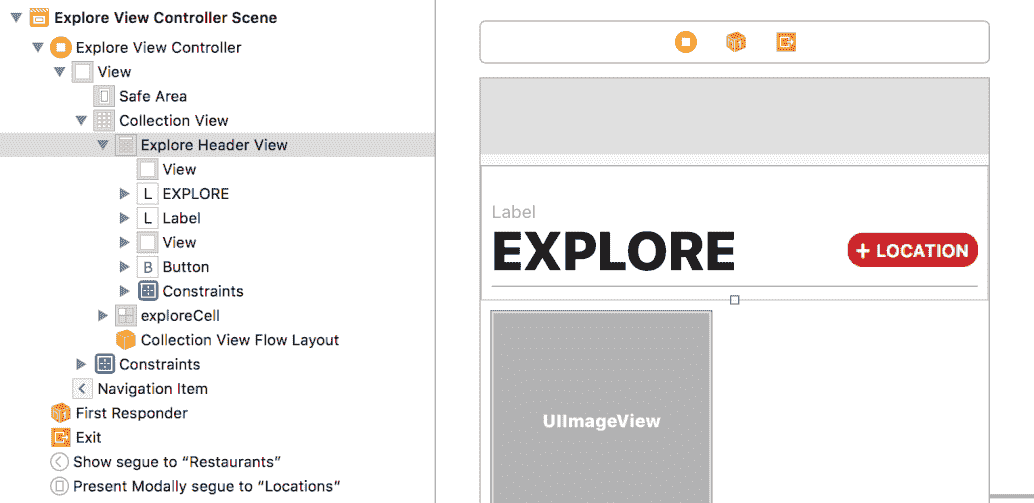 Explore View Controller Scene
Explore View Controller
View
Safe Area
Collection View
Explore Header View
View
L EXPLORE
L Label
View
B Button
Constraints
exploreCell
Collection View Flow Layout
Constraints
Navigation Item
First Responder
Exit
Show segue to “Restaurants”
Present Modally segue to “Locations”
Label
EXPLORE
+ LOCATION
UIImageView